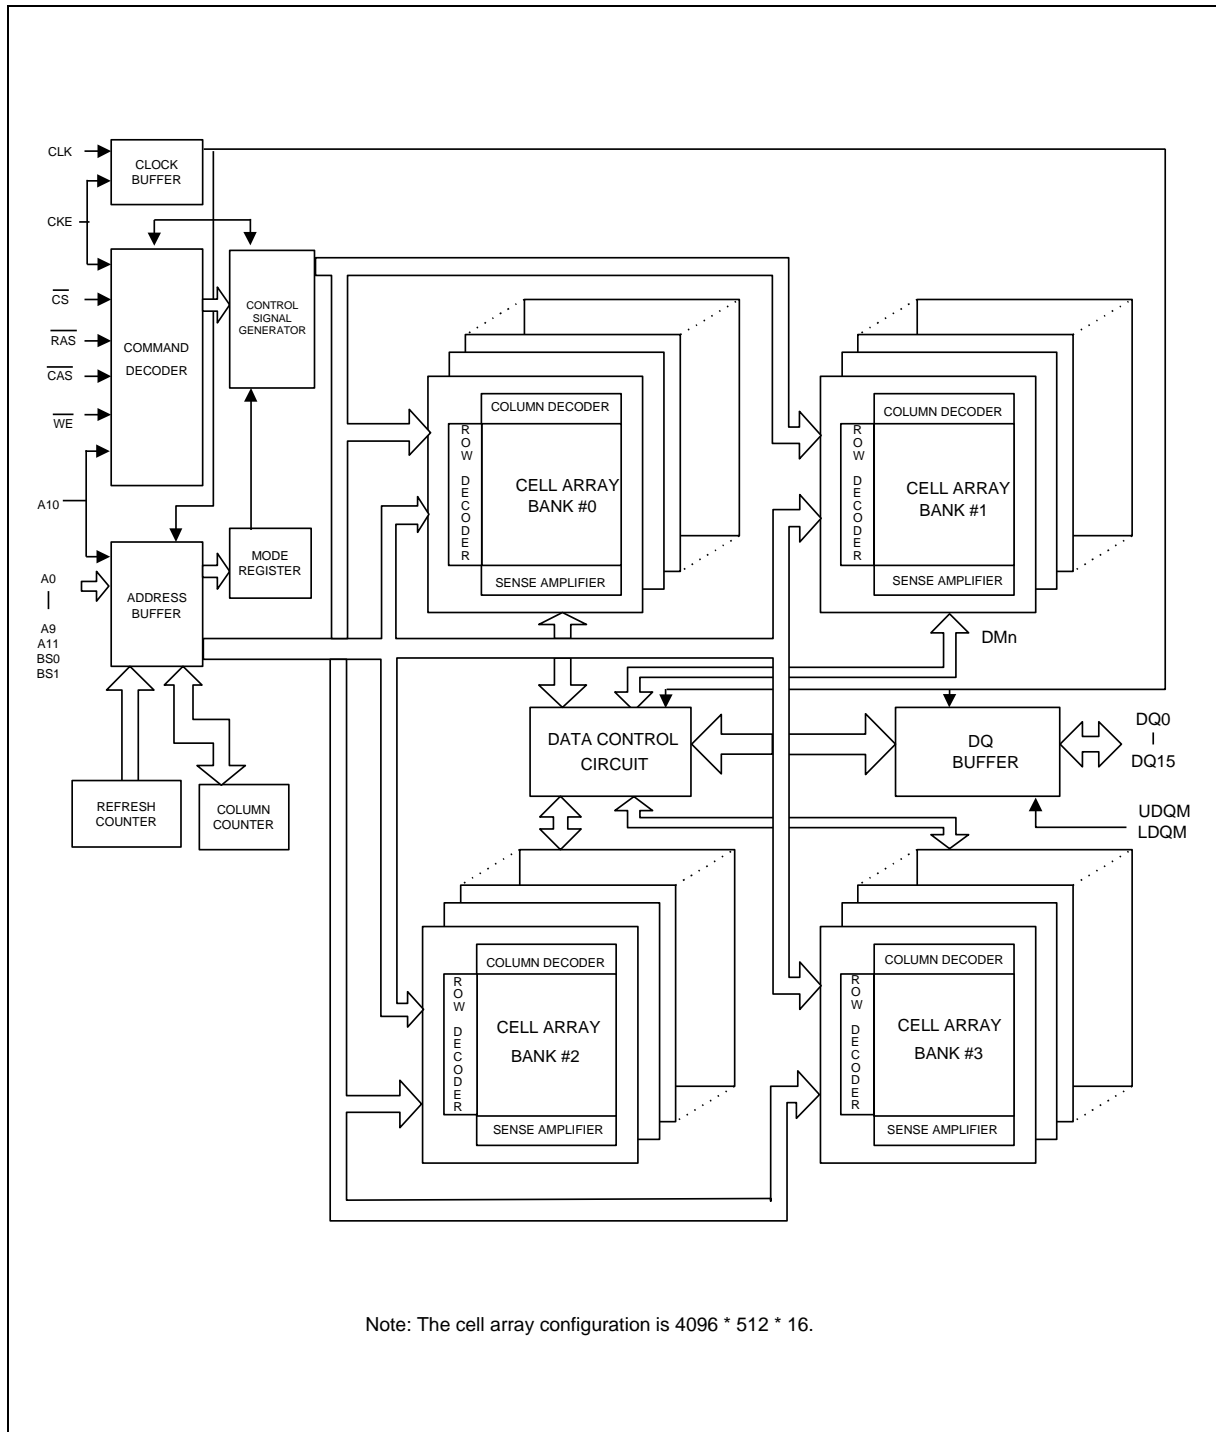 CLK
CLOCK
BUFFER
CKE
CS
RAS
CAS
WE
A10
COMMAND
DECODER
CONTROL
SIGNAL
GENERATOR
MODE
REGISTER
A0
A9
A11
BS0
BS1
ADDRESS
BUFFER
REFRESH
COUNTER
COLUMN
COUNTER
COLUMN DECODER
ROW DECODER
CELL ARRAY
BANK #0
SENSE AMPLIFIER
COLUMN DECODER
ROW DECODER
CELL ARRAY
BANK #1
SENSE AMPLIFIER
DMn
DATA CONTROL
CIRCUIT
DQ
BUFFER
DQ0
DQ15
UDQM
LDQM
COLUMN DECODER
ROW DECODER
CELL ARRAY
BANK #2
SENSE AMPLIFIER
COLUMN DECODER
ROW DECODER
CELL ARRAY
BANK #3
SENSE AMPLIFIER
Note: The cell array configuration is 4096 * 512 * 16.